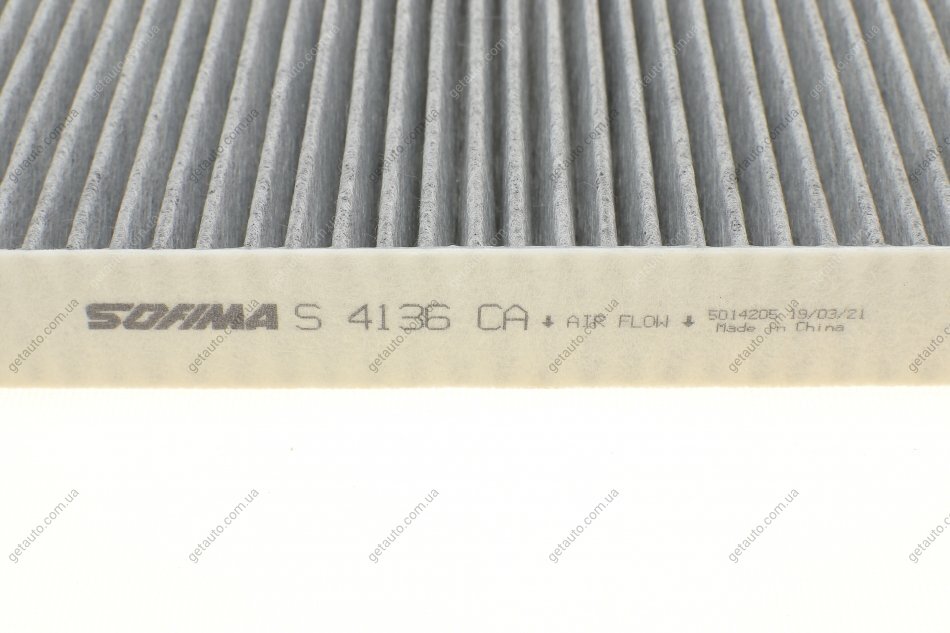 SOFIMA S 4136 CA ↓ AIR FLOW ↓ 5014205 19/03/21
Made in China
getauto.com.ua